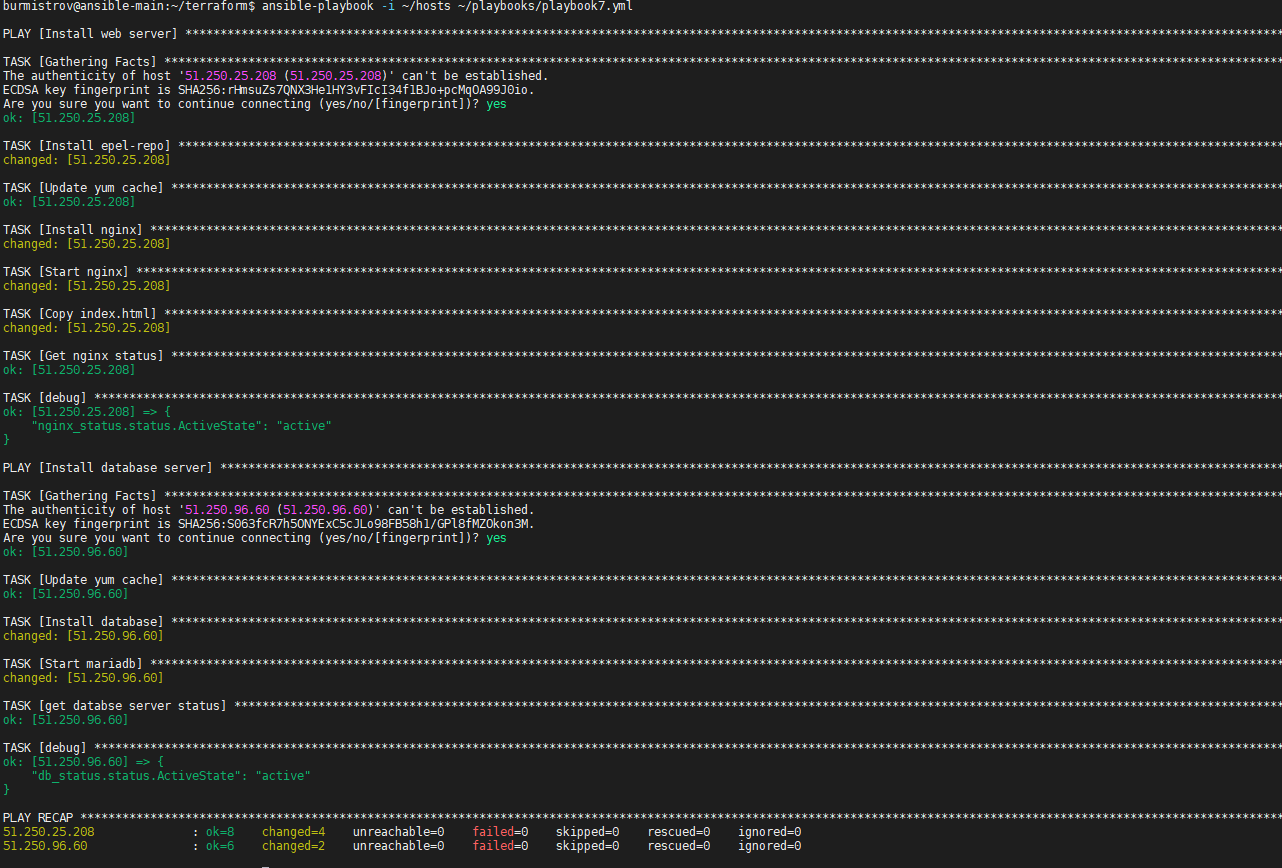 burmistrov@ansible-main:~/terraform$ ansible-playbook -i ~/hosts ~/playbooks/playbook7.yml
PLAY [Install web server] ****************************************************************
TASK [Gathering Facts] ****************************************************************
The authenticity of host '51.250.25.208 (51.250.25.208)' can't be established.
ECDSA key fingerprint is SHA256:rHmsuZs7QNX3He1HY3vFIcI34f1BJo+pcMqOA99J0io.
Are you sure you want to continue connecting (yes/no/[fingerprint])? yes
ok: [51.250.25.208]
TASK [Install epel-repo] ****************************************************************
changed: [51.250.25.208]
TASK [Update yum cache] ****************************************************************
ok: [51.250.25.208]
TASK [Install nginx] ****************************************************************
changed: [51.250.25.208]
TASK [Start nginx] ****************************************************************
changed: [51.250.25.208]
TASK [Copy index.html] ****************************************************************
changed: [51.250.25.208]
TASK [Get nginx status] ****************************************************************
ok: [51.250.25.208]
TASK [debug] ****************************************************************
ok: [51.250.25.208] => {
"nginx_status.status.ActiveState": "active"
}
PLAY [Install database server] ****************************************************************
TASK [Gathering Facts] ****************************************************************
The authenticity of host '51.250.96.60 (51.250.96.60)' can't be established.
ECDSA key fingerprint is SHA256:S063fcR7h5ONYExC5cJLo98FB58h1/GPl8fMZOkon3M.
Are you sure you want to continue connecting (yes/no/[fingerprint])? yes
ok: [51.250.96.60]
TASK [Update yum cache] ****************************************************************
ok: [51.250.96.60]
TASK [Install database] ****************************************************************
changed: [51.250.96.60]
TASK [Start mariadb] ****************************************************************
changed: [51.250.96.60]
TASK [get databse server status] ****************************************************************
ok: [51.250.96.60]
TASK [debug] ****************************************************************
ok: [51.250.96.60] => {
"db_status.status.ActiveState": "active"
}
PLAY RECAP ****************************************************************
51.250.25.208 : ok=8 changed=4 unreachable=0 failed=0 skipped=0 rescued=0 ignored=0
51.250.96.60 : ok=6 changed=2 unreachable=0 failed=0 skipped=0 rescued=0 ignored=0